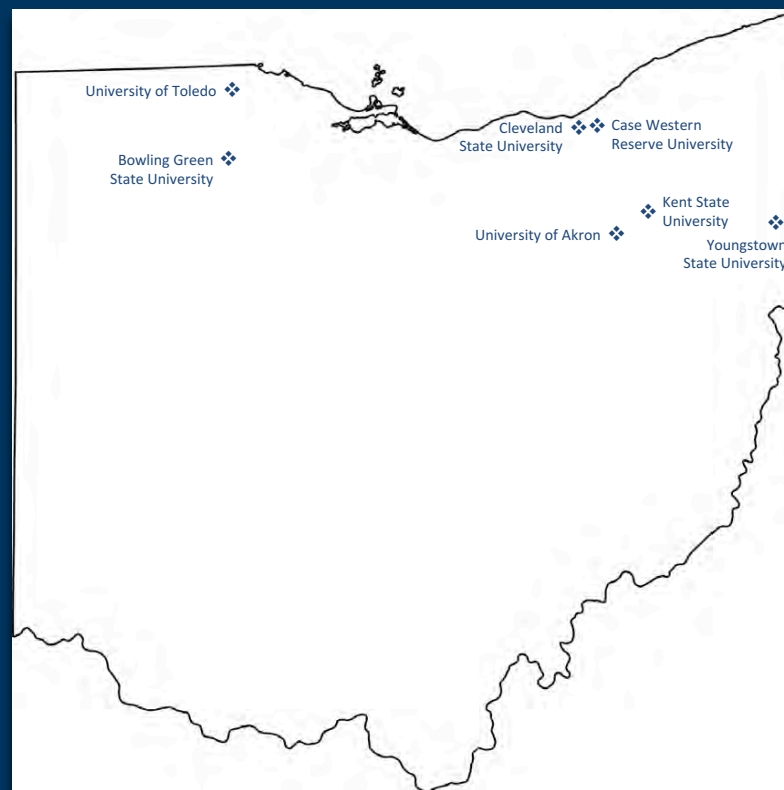 University of Toledo
Bowling Green
State University
Cleveland
State University
Case Western
Reserve University
Kent State
University
University of Akron
Youngstown
State University